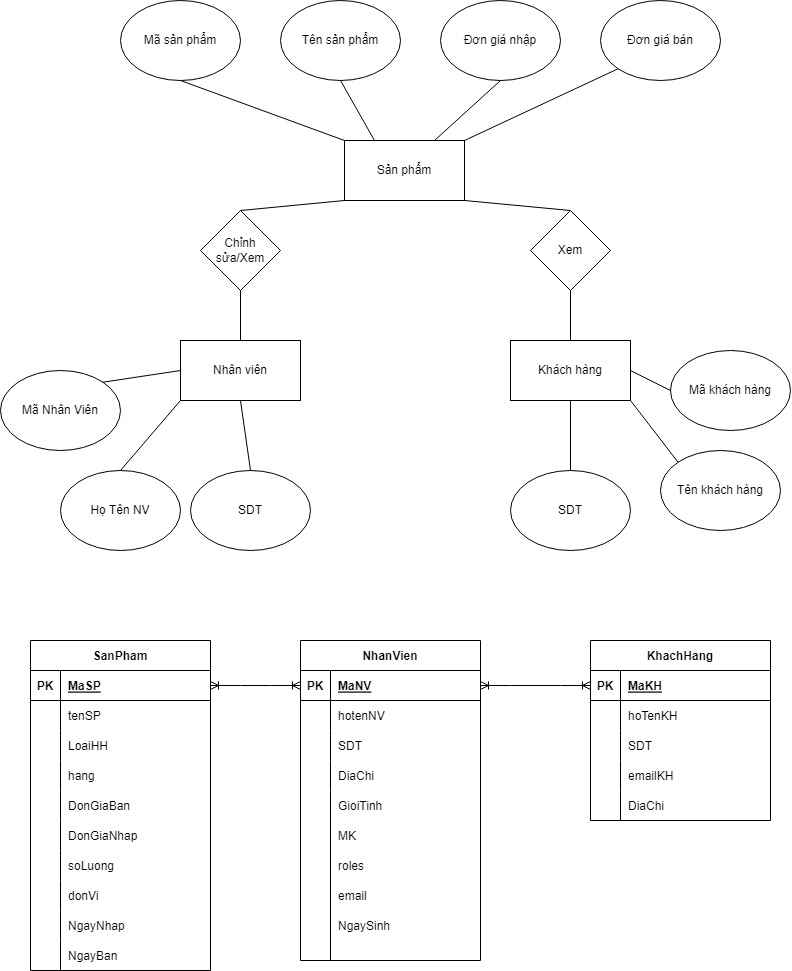 Mã sản phẩm
Tên sản phẩm
Đơn giá nhập
Đơn giá bán
Sản phẩm
Chỉnh
sửa/Xem
Xem
Nhân viên
Khách hàng
Mã Nhân Viên
Mã khách hàng
Họ Tên NV
SDT
SDT
Tên khách hàng
SanPham
PK MaSP
tenSP
LoaiHH
hang
DonGiaBan
DonGiaNhap
soLuong
donVi
NgayNhap
NgayBan
NhanVien
PK MaNV
hotenNV
SDT
DiaChi
GioiTinh
MK
roles
email
NgaySinh
KhachHang
PK MaKH
hoTenKH
SDT
emailKH
DiaChi